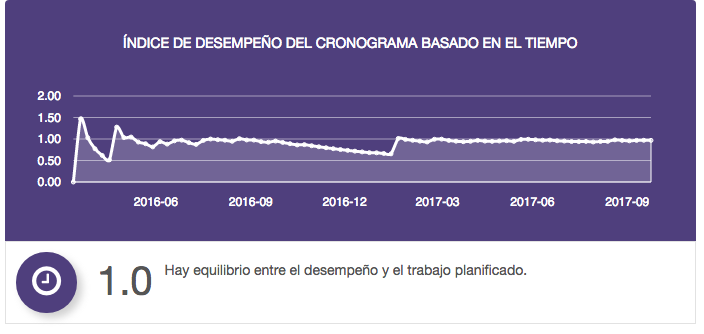 ÍNDICE DE DESEMPEÑO DEL CRONOGRAMA BASADO EN EL TIEMPO
2.00
1.50
1.00
0.50
0.00
2016-06 2016-09 2016-12 2017-03 2017-06 2017-09
1.0 Hay equilibrio entre el desempeño y el trabajo planificado.